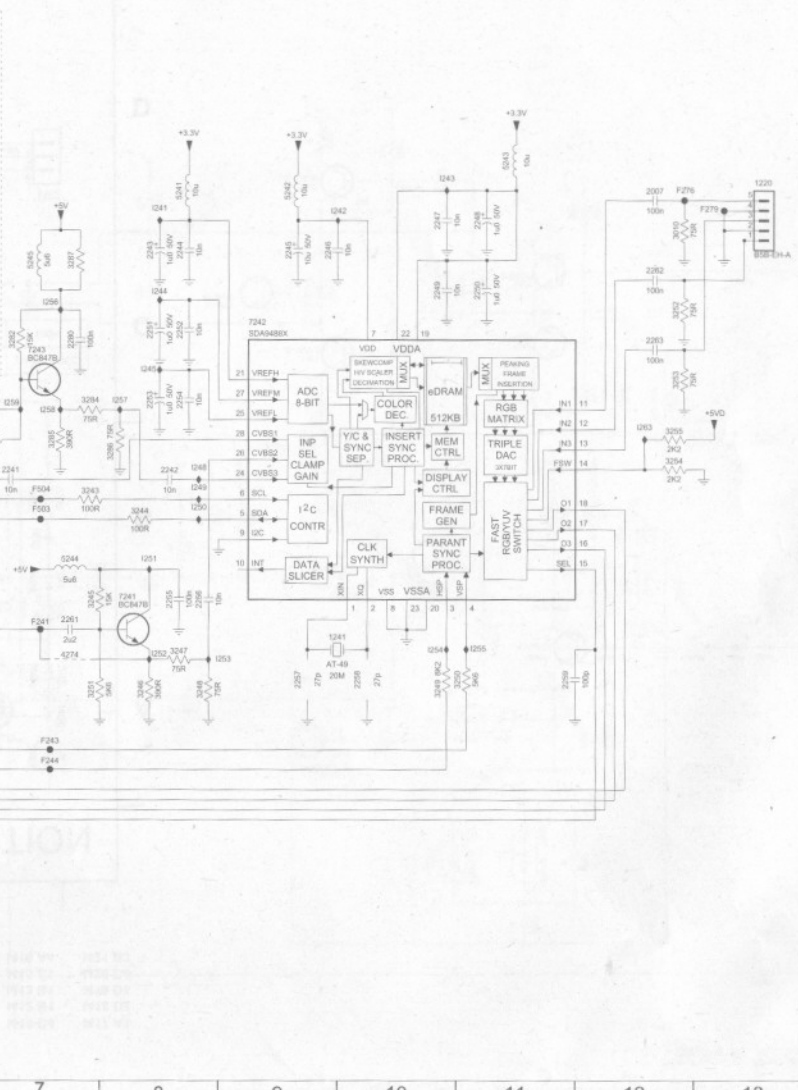 +3.3V
+3.3V
+3.3V
5241
10u
5242
10u
5243
10u
I241
I242
I243
+5V
2007
100n
F276
1220
5
4
3
2
1
F279
3010
75R
B5B-EH-A
5245
5u6
3287
2243
1u0 50V
2244
10n
2245
10u 50V
2246
10n
2247
10n
2248
1u0 50V
2249
10n
2250
1u0 50V
2262
100n
3252
75R
2263
100n
3253
75R
I256
I244
2251
1u0 50V
2252
10n
3282
15K
7243
BC847B
2280
100n
I245
2253
1u0 50V
2254
10n
7242
SDA9488X
7
22
19
VDD
VDDA
SKEWCOMP
H/V SCALER
DECIMATION
MUX
eDRAM
512KB
MUX
PEAKING
FRAME
INSERTION
21
VREFH
27
VREFM
25
VREFL
ADC
8-BIT
COLOR
DEC.
RGB
MATRIX
IN1
11
IN2
12
IN3
13
FSW
14
28
CVBS1
26
CVBS2
24
CVBS3
INP
SEL
CLAMP
GAIN
Y/C &
SYNC
SEP.
INSERT
SYNC
PROC.
MEM
CTRL
TRIPLE
DAC
3X7BIT
DISPLAY
CTRL
6
SCL
5
SDA
9
I2C
I²C
CONTR
FRAME
GEN
FAST
RGB/YUV
SWITCH
O1
18
O2
17
O3
16
SEL
15
10
INT
DATA
SLICER
CLK
SYNTH
PARANT
SYNC
PROC.
XIN
XQ
VSS
VSSA
HSP
VSP
1
2
8
23
20
3
4
I263
3255
2K2
3254
2K2
+5VD
I258
3284
75R
I257
3285
390R
3286 75R
2241
10n
2242
10n
I248
I249
I250
F504
F503
3243
100R
3244
100R
+5V
5244
5u6
I251
3245
15K
7241
BC847B
2255
100n
2256
10n
F241
2261
2u2
4274
I252
3247
75R
I253
3251
5K6
3246
390R
3248
75R
1241
AT-49
20M
2257
27p
2258
27p
I254
I255
3249 8K2
3250
5K6
2259
100p
F243
F244
7
8
9
10
11
12
13